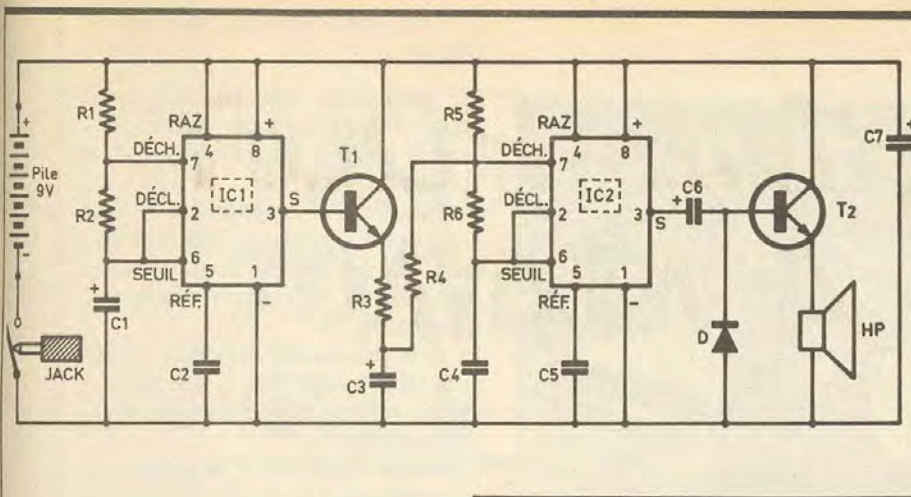 Pile
9V
+
-
JACK
R1
R2
+
C1
RAZ
4
8
+
DÉCH.
7
DÉCL.
2
IC1
3
S
6
SEUIL
5
1
RÉF.
-
C2
T1
R3
R4
+
C3
R5
R6
C4
RAZ
4
8
+
DÉCH.
7
DÉCL.
2
IC2
3
S
6
SEUIL
5
1
RÉF.
-
C5
C6
+
D
T2
HP
C7
+